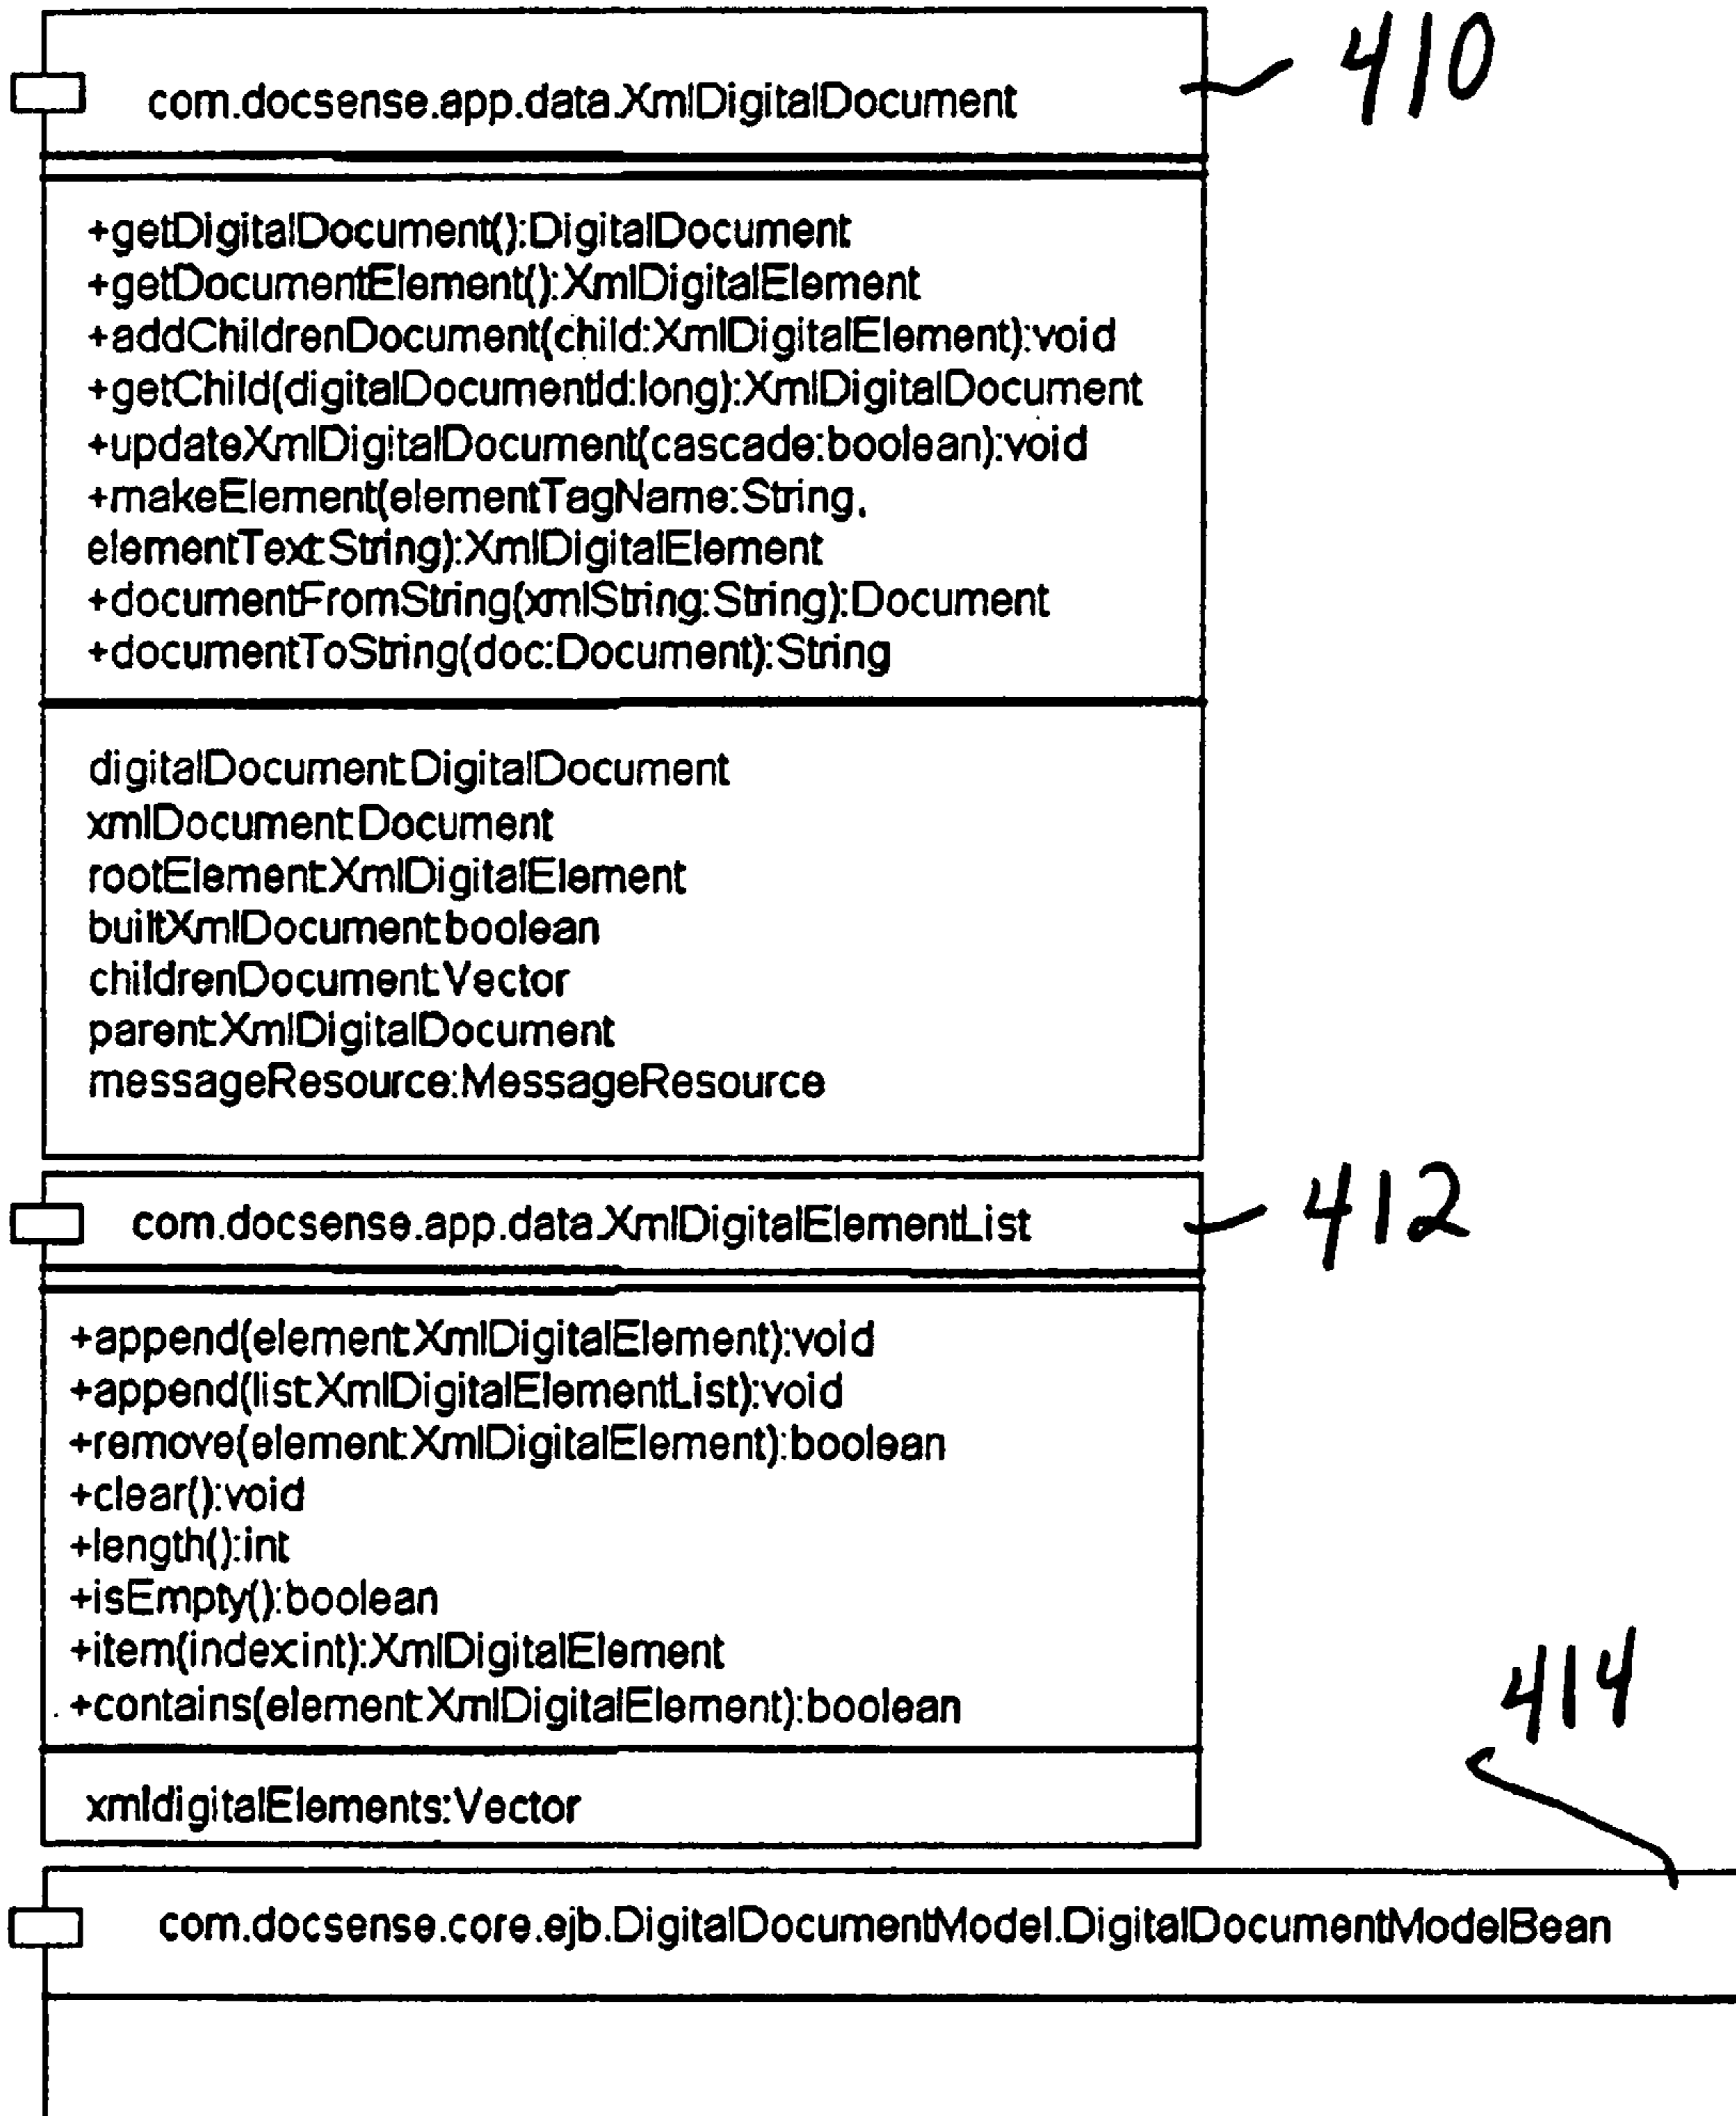 com.docsense.app.data.XmlDigitalDocument
410
+getDigitalDocument():DigitalDocument
+getDocumentElement():XmlDigitalElement
+addChildrenDocument(child:XmlDigitalElement):void
+getChild(digitalDocumentId:long):XmlDigitalDocument
+updateXmlDigitalDocument(cascade:boolean):void
+makeElement(elementTagName:String,
elementText:String):XmlDigitalElement
+documentFromString(xmlString:String):Document
+documentToString(doc:Document):String
digitalDocument:DigitalDocument
xmlDocument:Document
rootElement:XmlDigitalElement
builtXmlDocument:boolean
childrenDocument:Vector
parent:XmlDigitalDocument
messageResource:MessageResource
com.docsense.app.data.XmlDigitalElementList
412
+append(element:XmlDigitalElement):void
+append(list:XmlDigitalElementList):void
+remove(element:XmlDigitalElement):boolean
+clear():void
+length():int
+isEmpty():boolean
+item(index:int):XmlDigitalElement
+contains(element:XmlDigitalElement):boolean
414
xmldigitalElements:Vector
com.docsense.core.ejb.DigitalDocumentModel.DigitalDocumentModelBean